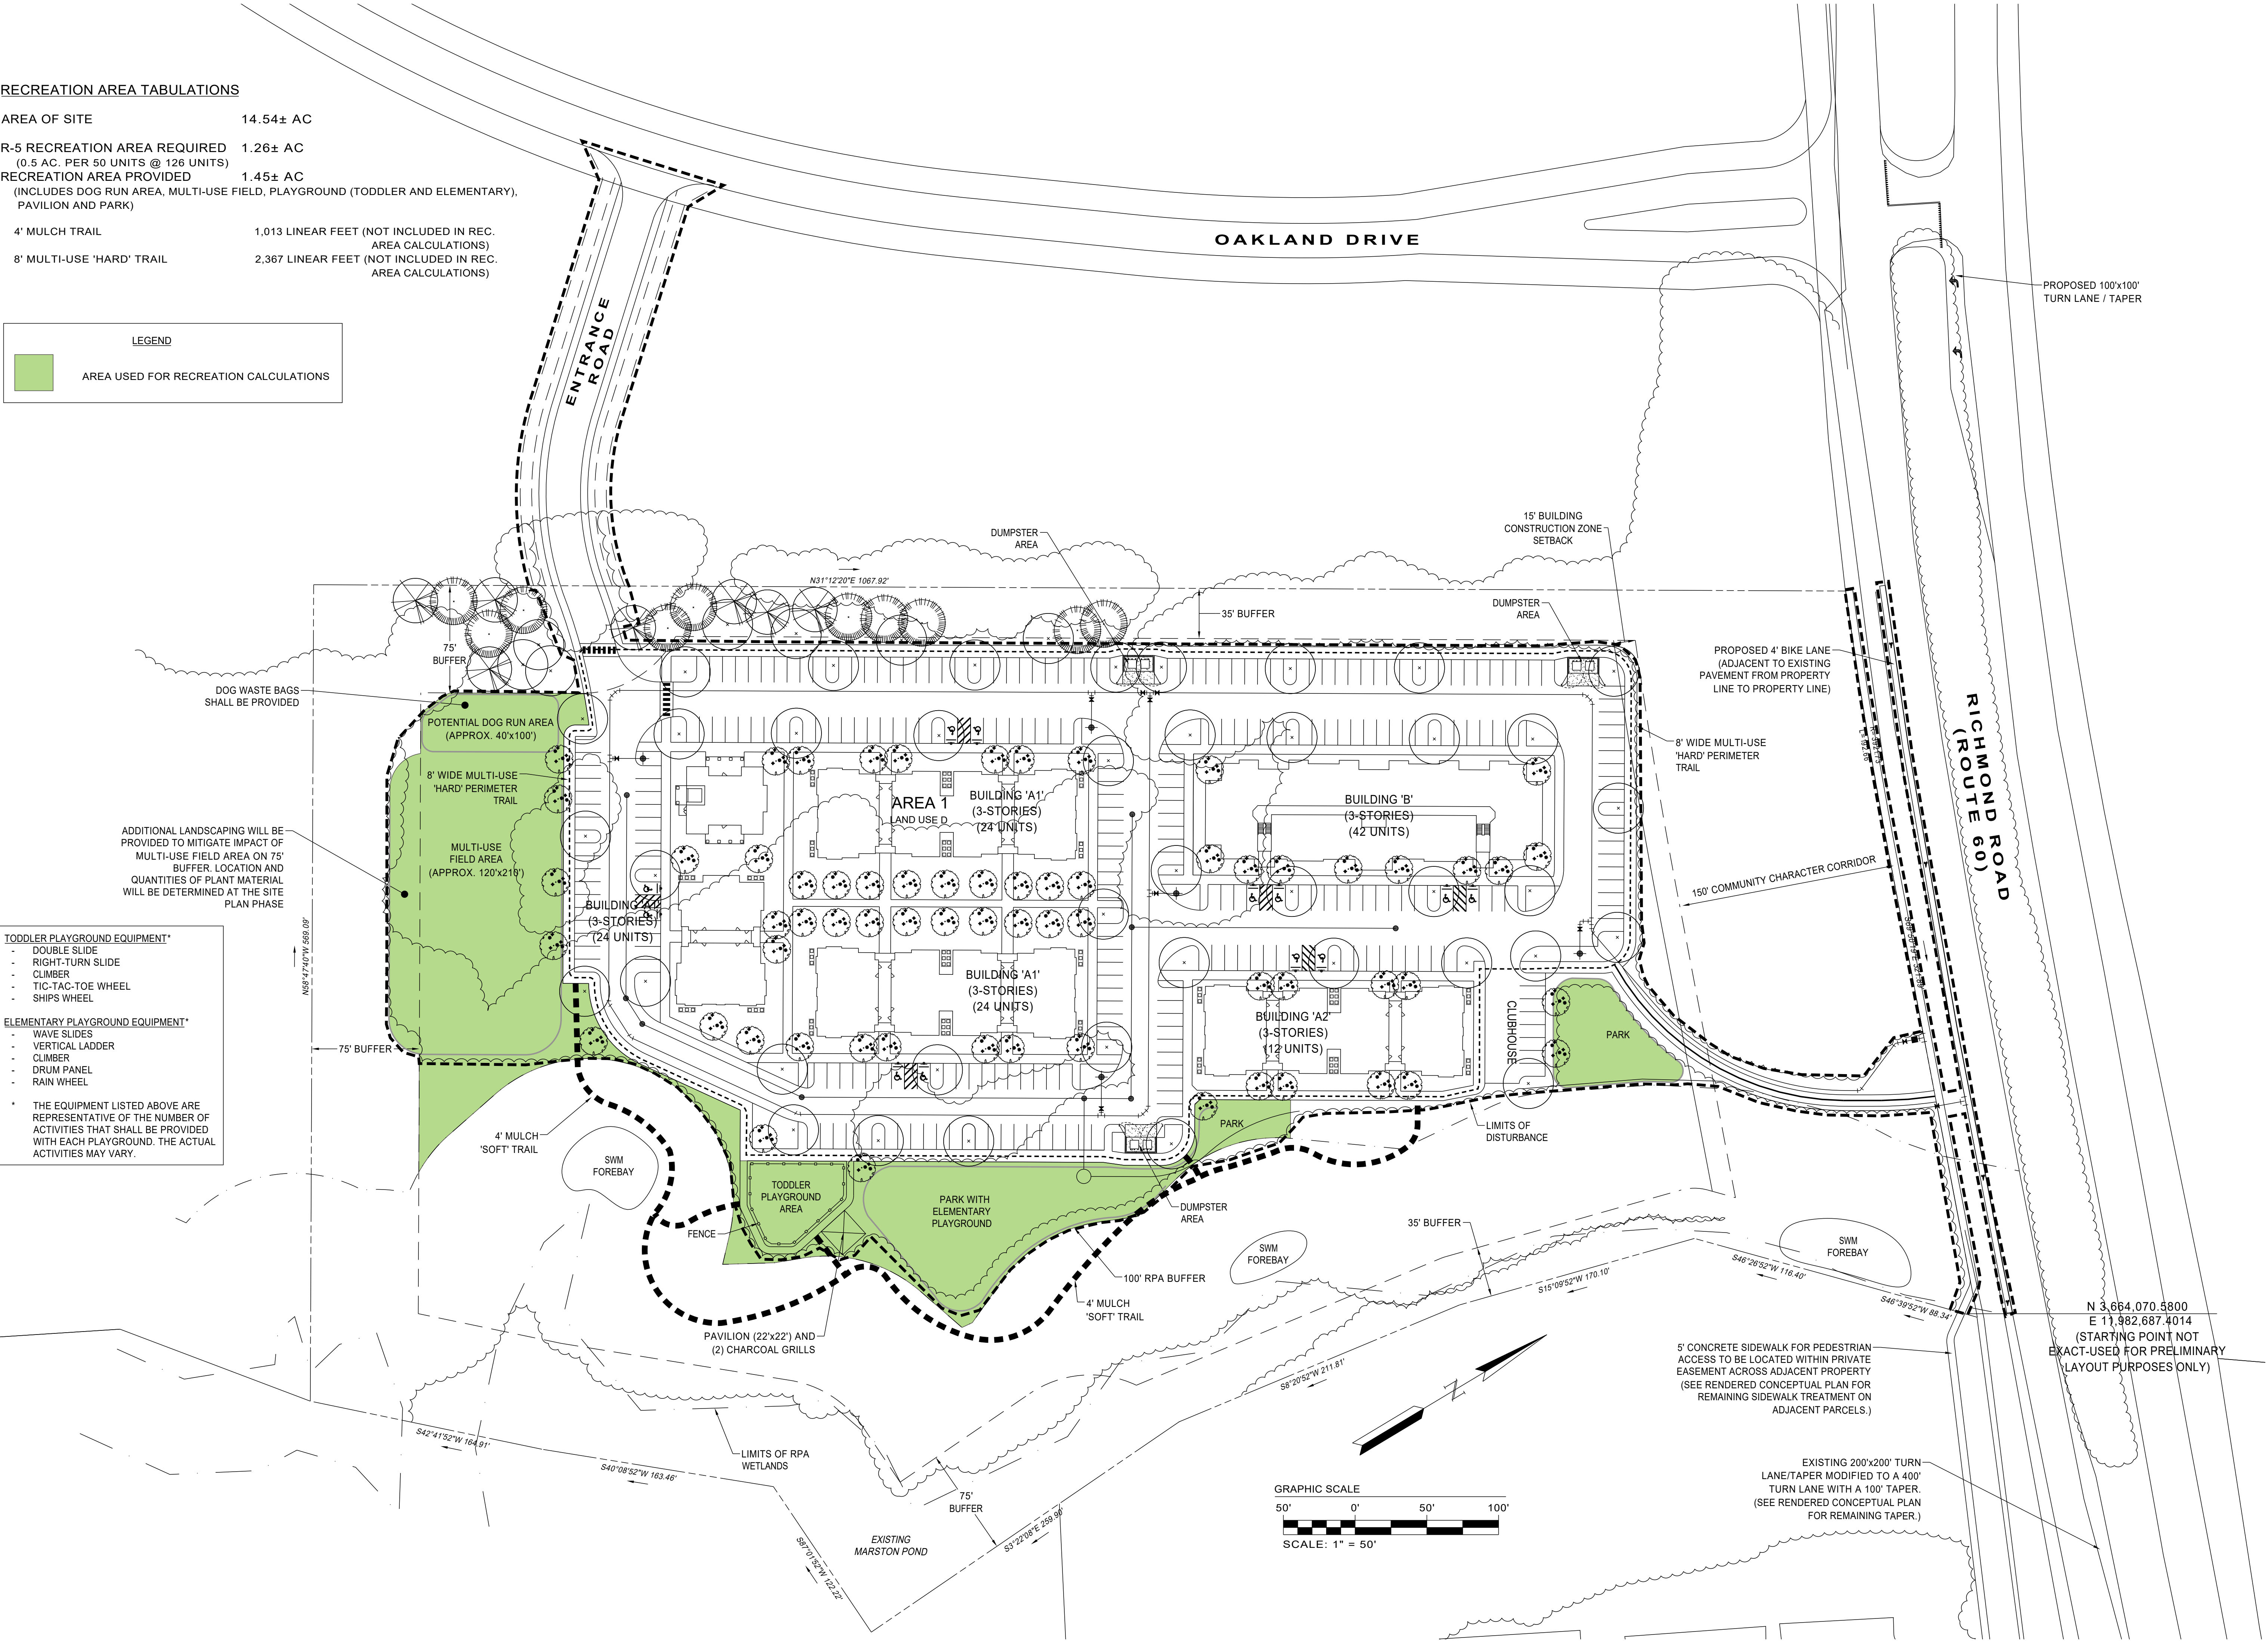 RECREATION AREA TABULATIONS
AREA OF SITE 14.54± AC
R-5 RECREATION AREA REQUIRED 1.26± AC
(0.5 AC. PER 50 UNITS @ 126 UNITS)
RECREATION AREA PROVIDED 1.45± AC
(INCLUDES DOG RUN AREA, MULTI-USE FIELD, PLAYGROUND (TODDLER AND ELEMENTARY),
PAVILION AND PARK)
4' MULCH TRAIL 1,013 LINEAR FEET (NOT INCLUDED IN REC.
AREA CALCULATIONS)
8' MULTI-USE 'HARD' TRAIL 2,367 LINEAR FEET (NOT INCLUDED IN REC.
AREA CALCULATIONS)
LEGEND
AREA USED FOR RECREATION CALCULATIONS
OAKLAND DRIVE
ENTRANCE
ROAD
PROPOSED 100'x100'
TURN LANE / TAPER
DUMPSTER
AREA
15' BUILDING
CONSTRUCTION ZONE
SETBACK
N31°12'20"E 1067.92'
35' BUFFER
DUMPSTER
AREA
75'
BUFFER
PROPOSED 4' BIKE LANE
(ADJACENT TO EXISTING
PAVEMENT FROM PROPERTY
LINE TO PROPERTY LINE)
DOG WASTE BAGS
SHALL BE PROVIDED
POTENTIAL DOG RUN AREA
(APPROX. 40'x100')
RICHMOND ROAD
(ROUTE 60)
8' WIDE MULTI-USE
'HARD' PERIMETER
TRAIL
8' WIDE MULTI-USE
'HARD' PERIMETER
TRAIL
AREA 1
LAND USE D
BUILDING 'A1'
(3-STORIES)
(24 UNITS)
BUILDING 'B'
(3-STORIES)
(42 UNITS)
ADDITIONAL LANDSCAPING WILL BE
PROVIDED TO MITIGATE IMPACT OF
MULTI-USE FIELD AREA ON 75'
BUFFER. LOCATION AND
QUANTITIES OF PLANT MATERIAL
WILL BE DETERMINED AT THE SITE
PLAN PHASE
MULTI-USE
FIELD AREA
(APPROX. 120'x210')
150' COMMUNITY CHARACTER CORRIDOR
BUILDING
(3-STORIES)
(24 UNITS)
N58°47'40"W 569.09'
TODDLER PLAYGROUND EQUIPMENT*
- DOUBLE SLIDE
- RIGHT-TURN SLIDE
- CLIMBER
- TIC-TAC-TOE WHEEL
- SHIPS WHEEL
ELEMENTARY PLAYGROUND EQUIPMENT*
- WAVE SLIDES
- VERTICAL LADDER
- CLIMBER
- DRUM PANEL
- RAIN WHEEL
* THE EQUIPMENT LISTED ABOVE ARE
REPRESENTATIVE OF THE NUMBER OF
ACTIVITIES THAT SHALL BE PROVIDED
WITH EACH PLAYGROUND. THE ACTUAL
ACTIVITIES MAY VARY.
BUILDING 'A1'
(3-STORIES)
(24 UNITS)
BUILDING 'A2'
(3-STORIES)
(12 UNITS)
CLUBHOUSE
PARK
75' BUFFER
4' MULCH
'SOFT' TRAIL
SWM
FOREBAY
PARK
LIMITS OF
DISTURBANCE
TODDLER
PLAYGROUND
AREA
PARK WITH
ELEMENTARY
PLAYGROUND
DUMPSTER
AREA
FENCE
35' BUFFER
SWM
FOREBAY
SWM
FOREBAY
100' RPA BUFFER
4' MULCH
'SOFT' TRAIL
PAVILION (22'x22') AND
(2) CHARCOAL GRILLS
S15°09'52"W 170.10'
S46°26'52"W 116.40'
S46°39'52"W 88.34'
N 3,664,070.5800
E 11,982,687.4014
(STARTING POINT NOT
EXACT-USED FOR PRELIMINARY
LAYOUT PURPOSES ONLY)
5' CONCRETE SIDEWALK FOR PEDESTRIAN
ACCESS TO BE LOCATED WITHIN PRIVATE
EASEMENT ACROSS ADJACENT PROPERTY
(SEE RENDERED CONCEPTUAL PLAN FOR
REMAINING SIDEWALK TREATMENT ON
ADJACENT PARCELS.)
S8°20'52"W 211.81'
Z
S42°41'52"W 164.91'
LIMITS OF RPA
WETLANDS
S40°08'52"W 163.46'
75'
BUFFER
EXISTING
MARSTON POND
S3°22'08"E 259.90'
S87°01'52"W 122.22'
GRAPHIC SCALE
50' 0' 50' 100'
SCALE: 1" = 50'
EXISTING 200'x200' TURN
LANE/TAPER MODIFIED TO A 400'
TURN LANE WITH A 100' TAPER.
(SEE RENDERED CONCEPTUAL PLAN
FOR REMAINING TAPER.)